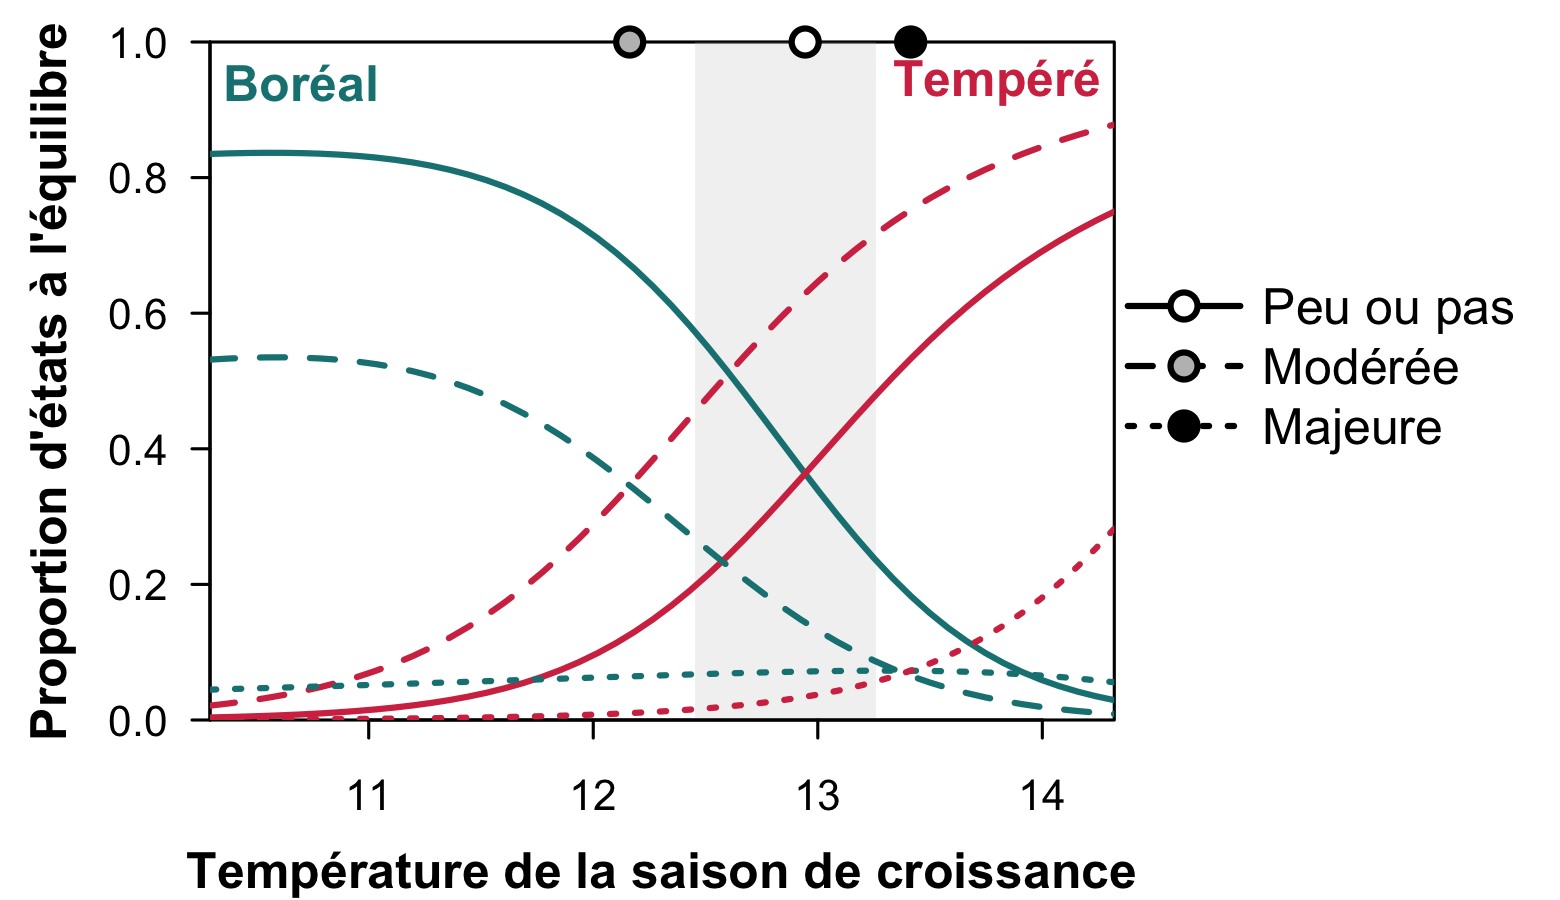 Proportion d'états à l'équilibre
1.0
0.8
0.6
0.4
0.2
0.0
Boréal
Tempéré
11
12
13
14
Température de la saison de croissance
Peu ou pas
Modérée
Majeure